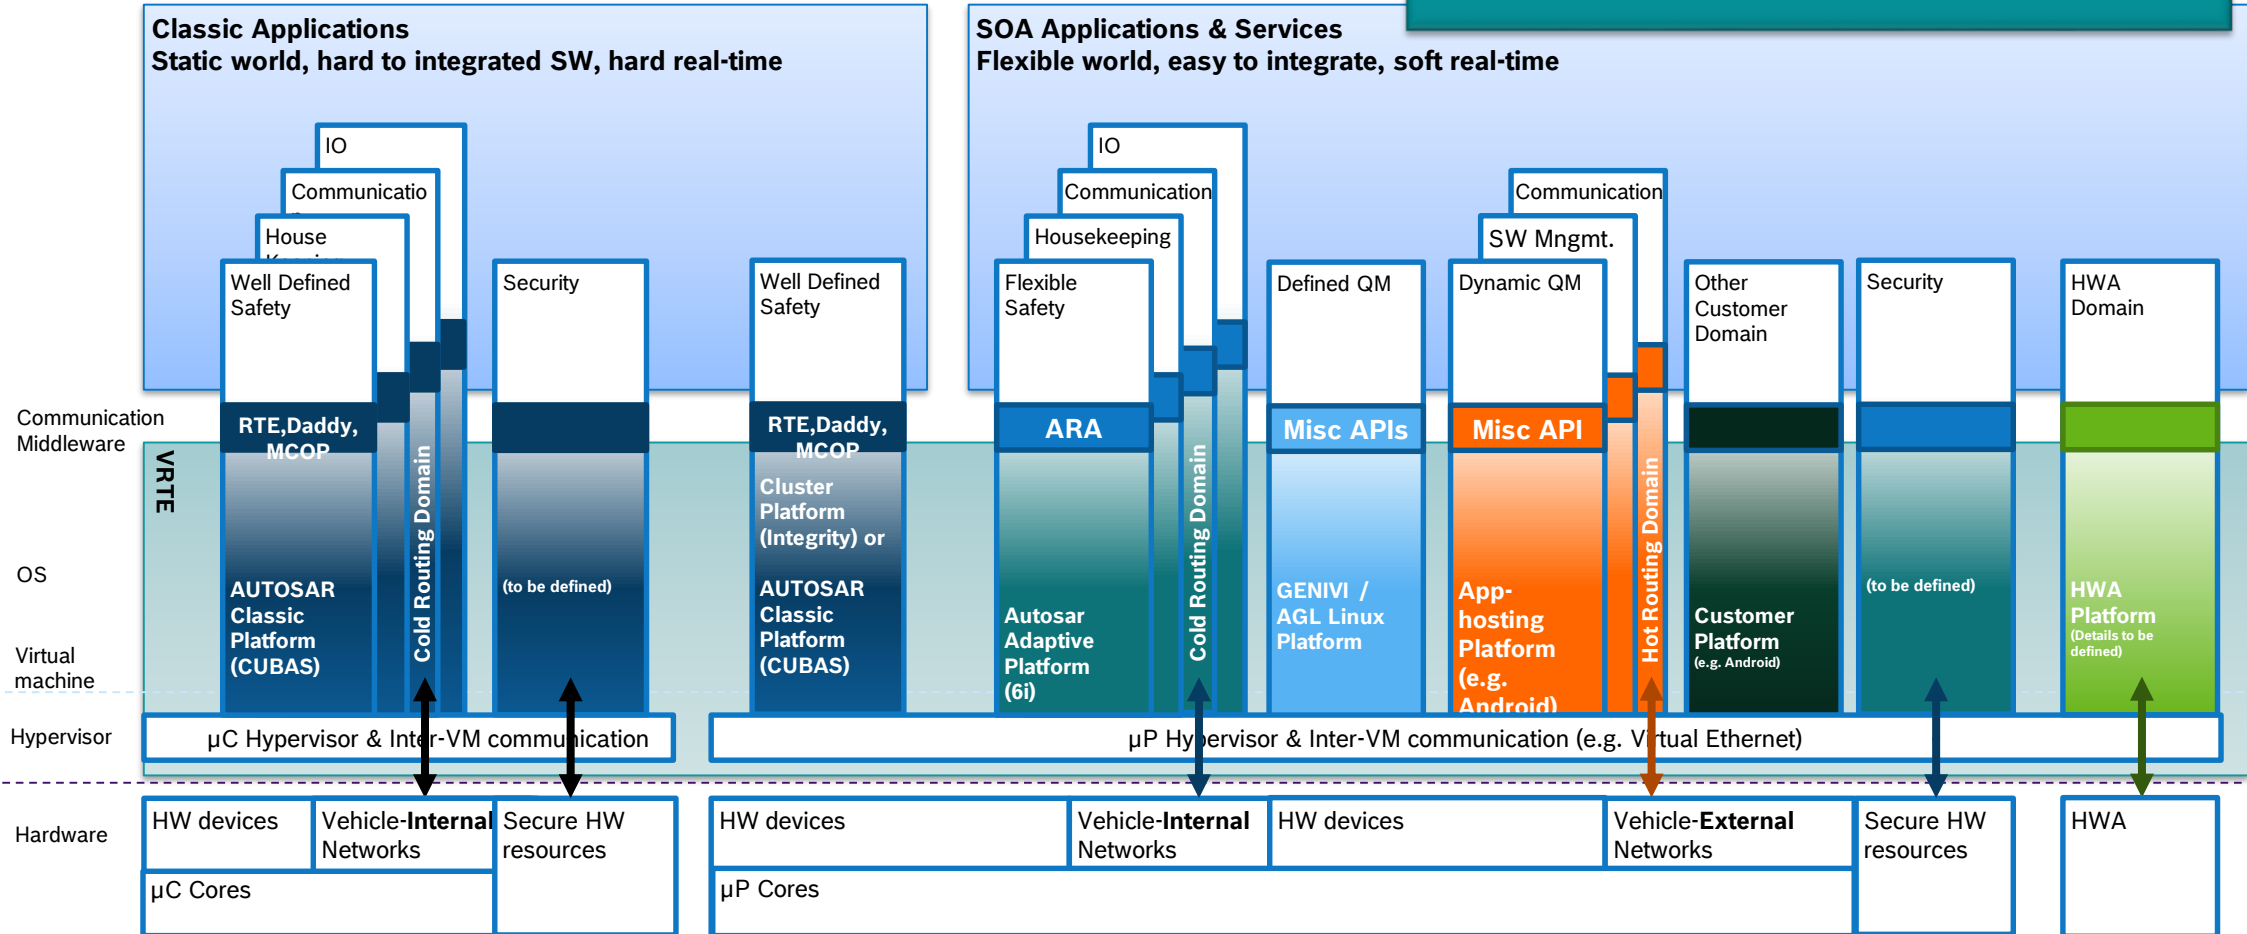 Classic Applications
Static world, hard to integrated SW, hard real-time
SOA Applications & Services
Flexible world, easy to integrate, soft real-time
IO
Communicatio
House
Well Defined
Safety
Security
Well Defined
Safety
IO
Communication
Housekeeping
Flexible
Safety
Defined QM
Communication
SW Mngmt.
Dynamic QM
Other
Customer
Domain
Security
HWA
Domain
Communication
Middleware
RTE,Daddy,
MCOP
RTE,Daddy,
MCOP
ARA
Misc APIs
Misc API
VRTE
OS
Virtual
machine
AUTOSAR
Classic
Platform
(CUBAS)
Cold Routing Domain
(to be defined)
Cluster
Platform
(Integrity) or
AUTOSAR
Classic
Platform
(CUBAS)
Autosar
Adaptive
Platform
(6i)
Cold Routing Domain
GENIVI /
AGL Linux
Platform
App-
hosting
Platform
(e.g.
Android)
Hot Routing Domain
Customer
Platform
(e.g. Android)
(to be defined)
HWA
Platform
(Details to be
defined)
Hypervisor
µC Hypervisor & Inter-VM communication
µP Hypervisor & Inter-VM communication (e.g. Virtual Ethernet)
Hardware
HW devices
Vehicle-Internal
Networks
Secure HW
resources
µC Cores
HW devices
Vehicle-Internal
Networks
HW devices
Vehicle-External
Networks
Secure HW
resources
HWA
µP Cores